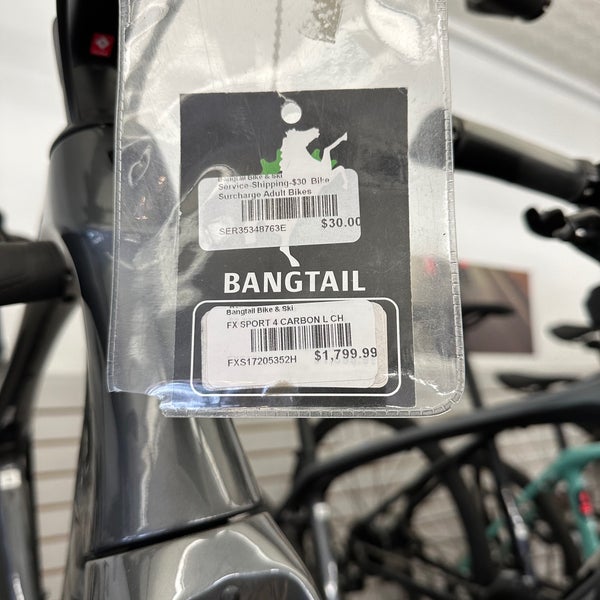 Bangtail Bike & Ski
Service-Shipping-$30 Bike
Surcharge Adult Bikes
SER35348763E $30.00
BANGTAIL
Bangtail Bike & Ski
FX SPORT 4 CARBON L CH
FXS17205352H $1,799.99